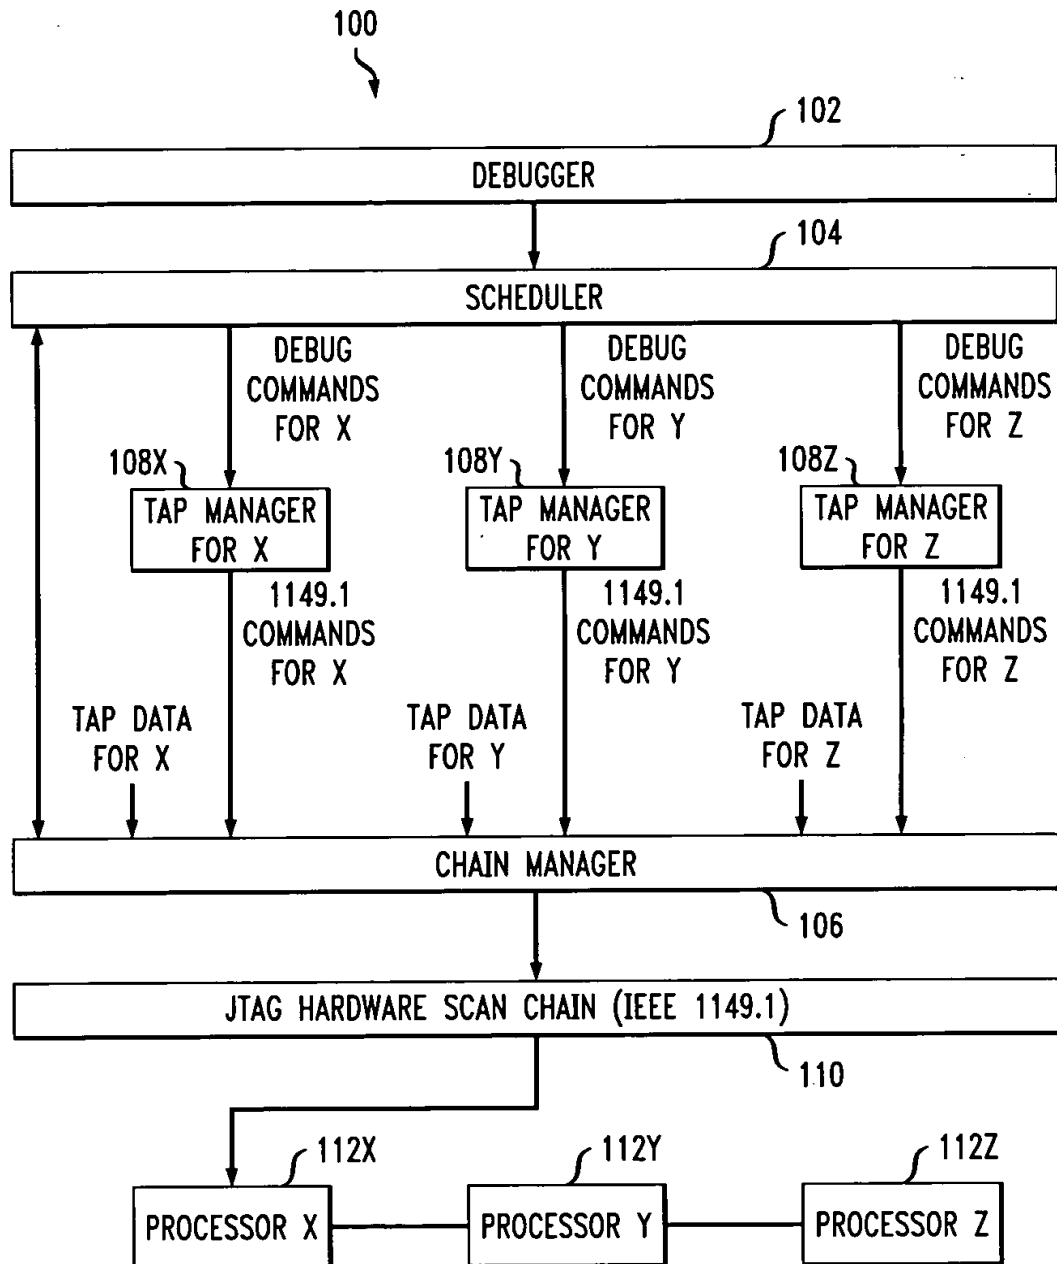 100
102
DEBUGGER
104
SCHEDULER
DEBUG
COMMANDS
FOR X
DEBUG
COMMANDS
FOR Y
DEBUG
COMMANDS
FOR Z
108X
108Y
108Z
TAP MANAGER
FOR X
TAP MANAGER
FOR Y
TAP MANAGER
FOR Z
1149.1
COMMANDS
FOR X
1149.1
COMMANDS
FOR Y
1149.1
COMMANDS
FOR Z
TAP DATA
FOR X
TAP DATA
FOR Y
TAP DATA
FOR Z
CHAIN MANAGER
106
JTAG HARDWARE SCAN CHAIN (IEEE 1149.1)
110
112X
112Y
112Z
PROCESSOR X
PROCESSOR Y
PROCESSOR Z